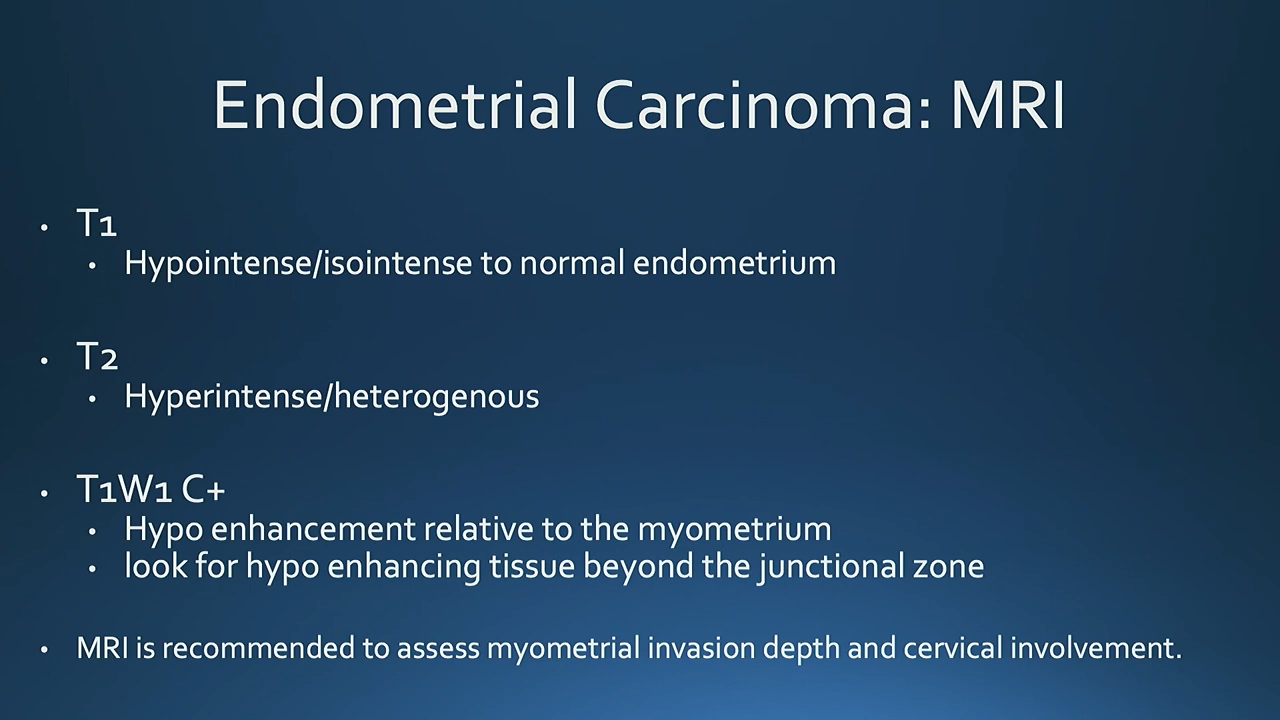 Endometrial Carcinoma: MRI
• T1
• Hypointense/isointense to normal endometrium
• T2
• Hyperintense/heterogenous
• T1W1 C+
• Hypo enhancement relative to the myometrium
• look for hypo enhancing tissue beyond the junctional zone
• MRI is recommended to assess myometrial invasion depth and cervical involvement.